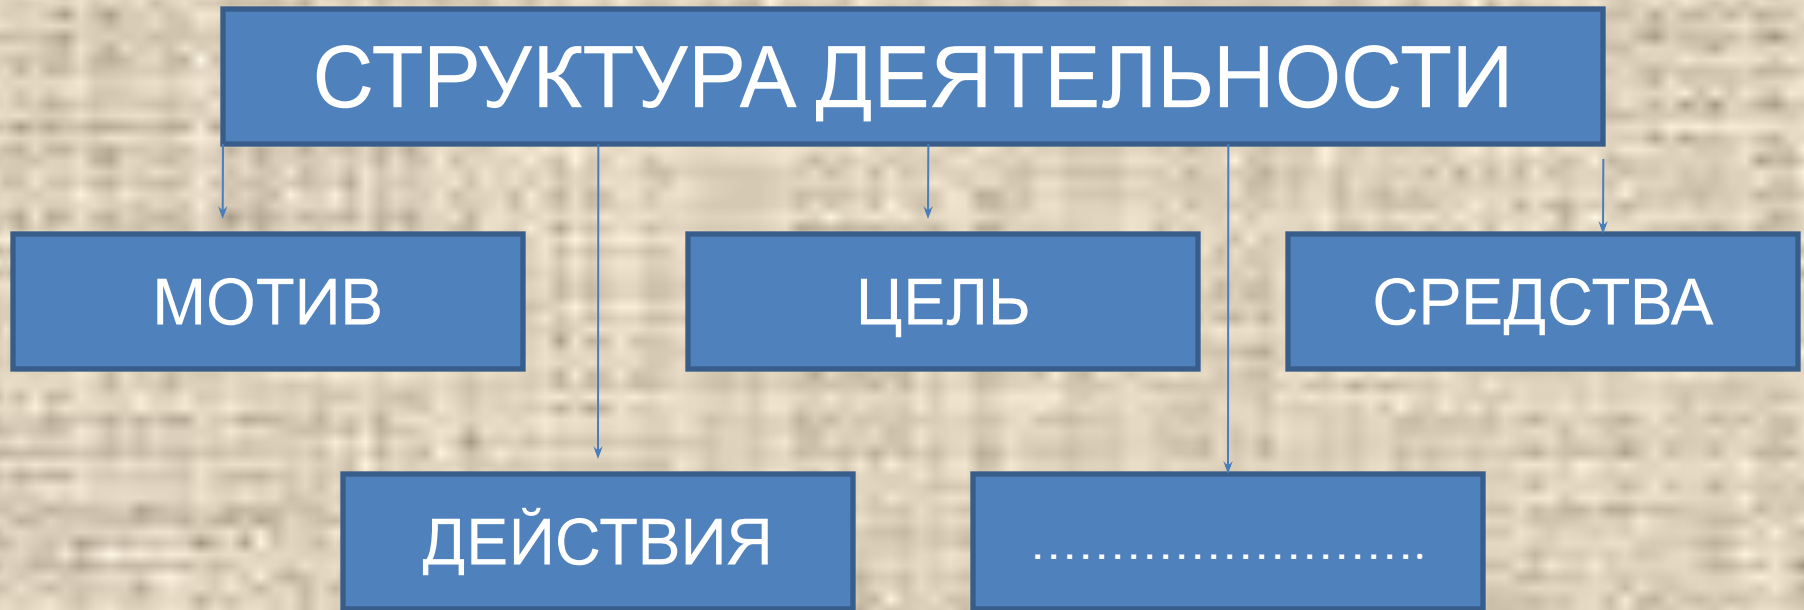 СТРУКТУРА ДЕЯТЕЛЬНОСТИ
МОТИВ
ЦЕЛЬ
СРЕДСТВА
ДЕЙСТВИЯ
……………………….